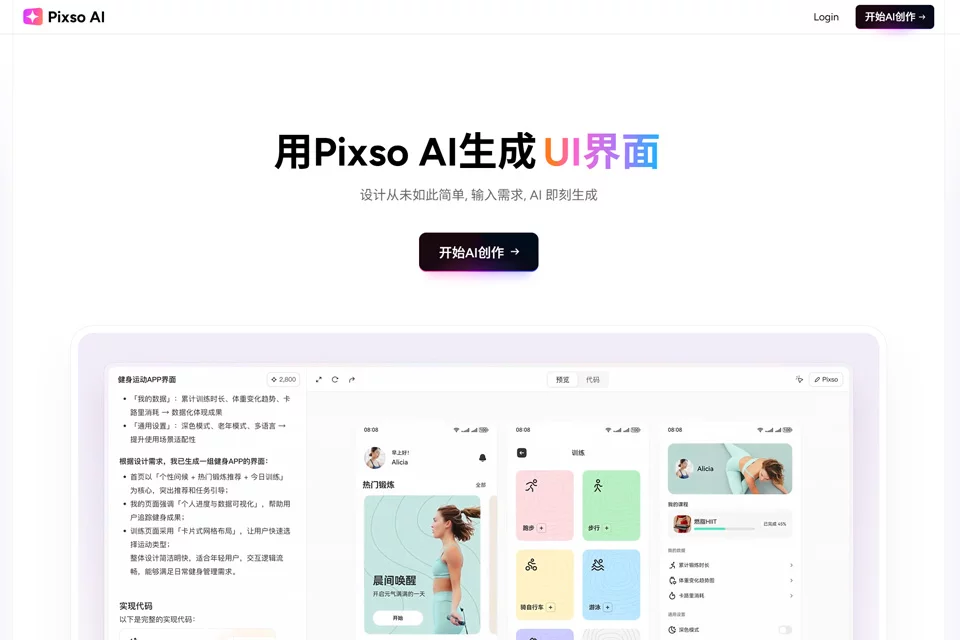 Pixso AI
Login
开始AI创作 →
用Pixso AI生成 UI界面
设计从未如此简单, 输入需求, AI 即刻生成
开始AI创作 →
健身运动APP界面
2,800
预览
代码
Pixso
• 「我的数据」：累计训练时长、体重变化趋势、卡
路里消耗 → 数据化体现成果
• 「通用设置」：深色模式、老年模式、多语言 →
提升使用场景适配性
根据设计需求，我已生成一组健身APP的界面：
• 首页以「个性问候 + 热门锻炼推荐 + 今日训练」
为核心，突出推荐和任务引导；
• 我的页面强调「个人进度与数据可视化」，帮助用
户追踪健身成果；
• 训练页面采用「卡片式网格布局」，让用户快速选
择运动类型；
整体设计简洁明快，适合年轻用户，交互逻辑流
畅，能够满足日常健身管理需求。
实现代码
以下是完整的实现代码：
08:08
早上好!
Alicia
热门锻炼
全部
晨间唤醒
开启元气满满的一天
开始
08:08
训练
跑步 +
步行 +
骑自行车 +
游泳 +
08:08
Alicia
我的课程
燃脂HIIT
已完成 45%
我的数据
累计锻炼时长
体重变化趋势图
卡路里消耗
通用设置
深色模式